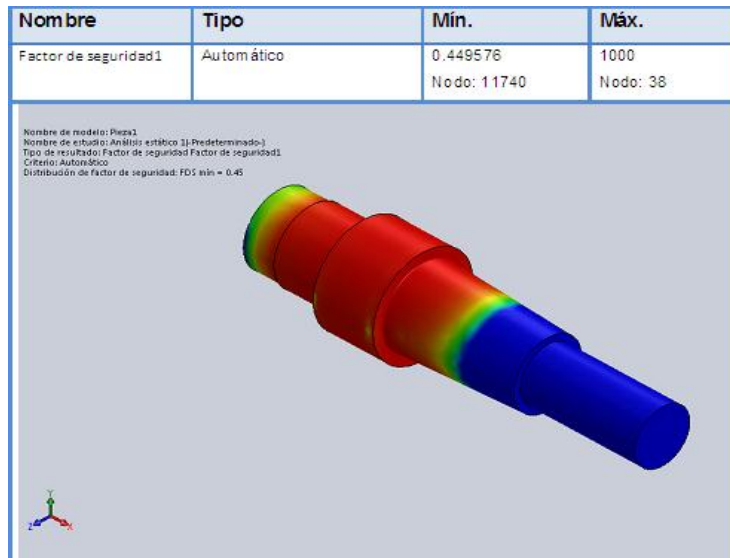 Nombre Tipo Mín. Máx.
Factor de seguridad1 Automático 0.449576 1000
Nodo: 11740 Nodo: 38
Nombre de modelo: Pieza1
Nombre de estudio: Análisis estático 1(-Predeterminado-)
Tipo de resultado: Factor de seguridad Factor de seguridad1
Criterio: Automático
Distribución de factor de seguridad: FDS mín = 0.45
Y
Z X